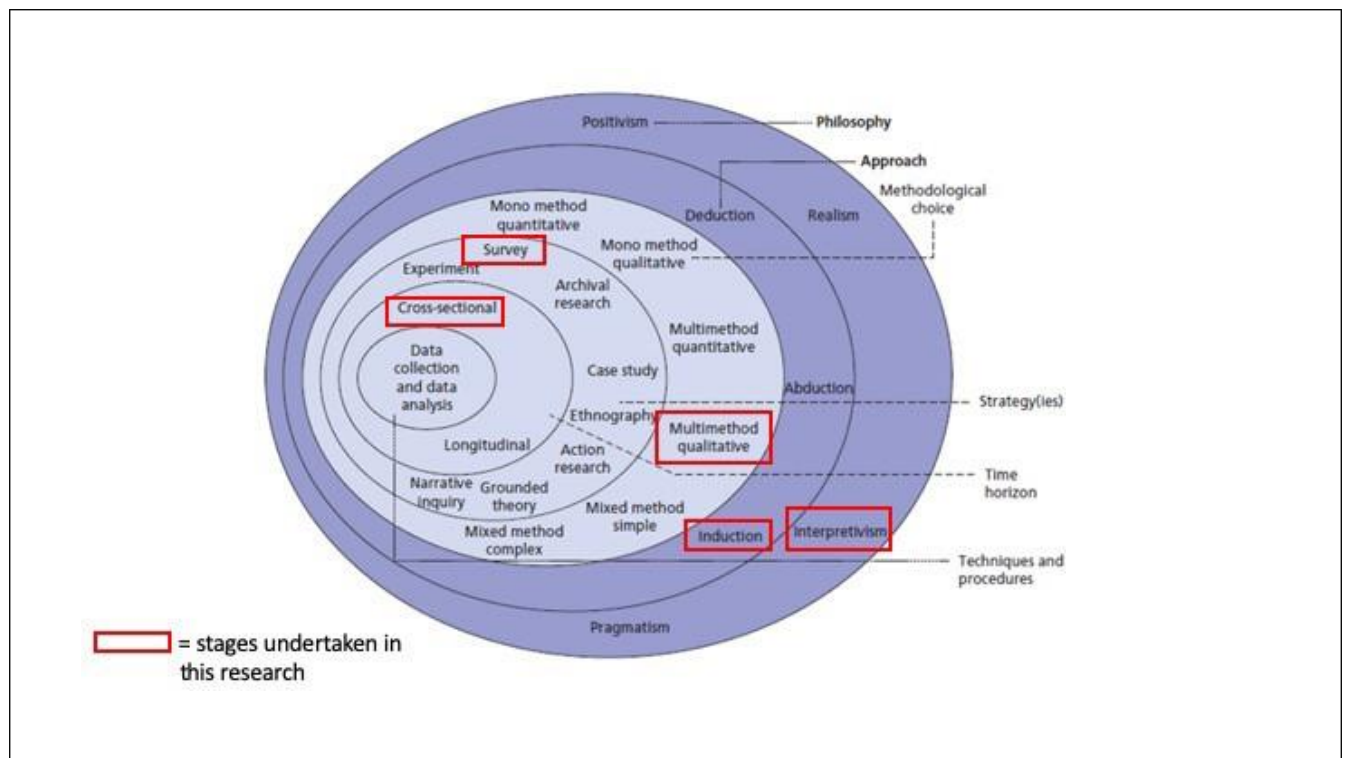 Positivism
Philosophy
Approach
Methodological
choice
Mono method
quantitative
Deduction
Realism
Survey
Mono method
qualitative
Experiment
Archival
research
Cross-sectional
Multimethod
quantitative
Data
collection
and data
analysis
Case study
Abduction
Strategy(ies)
Ethnography
Multimethod
qualitative
Longitudinal
Action
research
Time
horizon
Narrative
inquiry
Grounded
theory
Mixed method
simple
Mixed method
complex
Induction
Interpretivism
Techniques and
procedures
Pragmatism
= stages undertaken in
this research